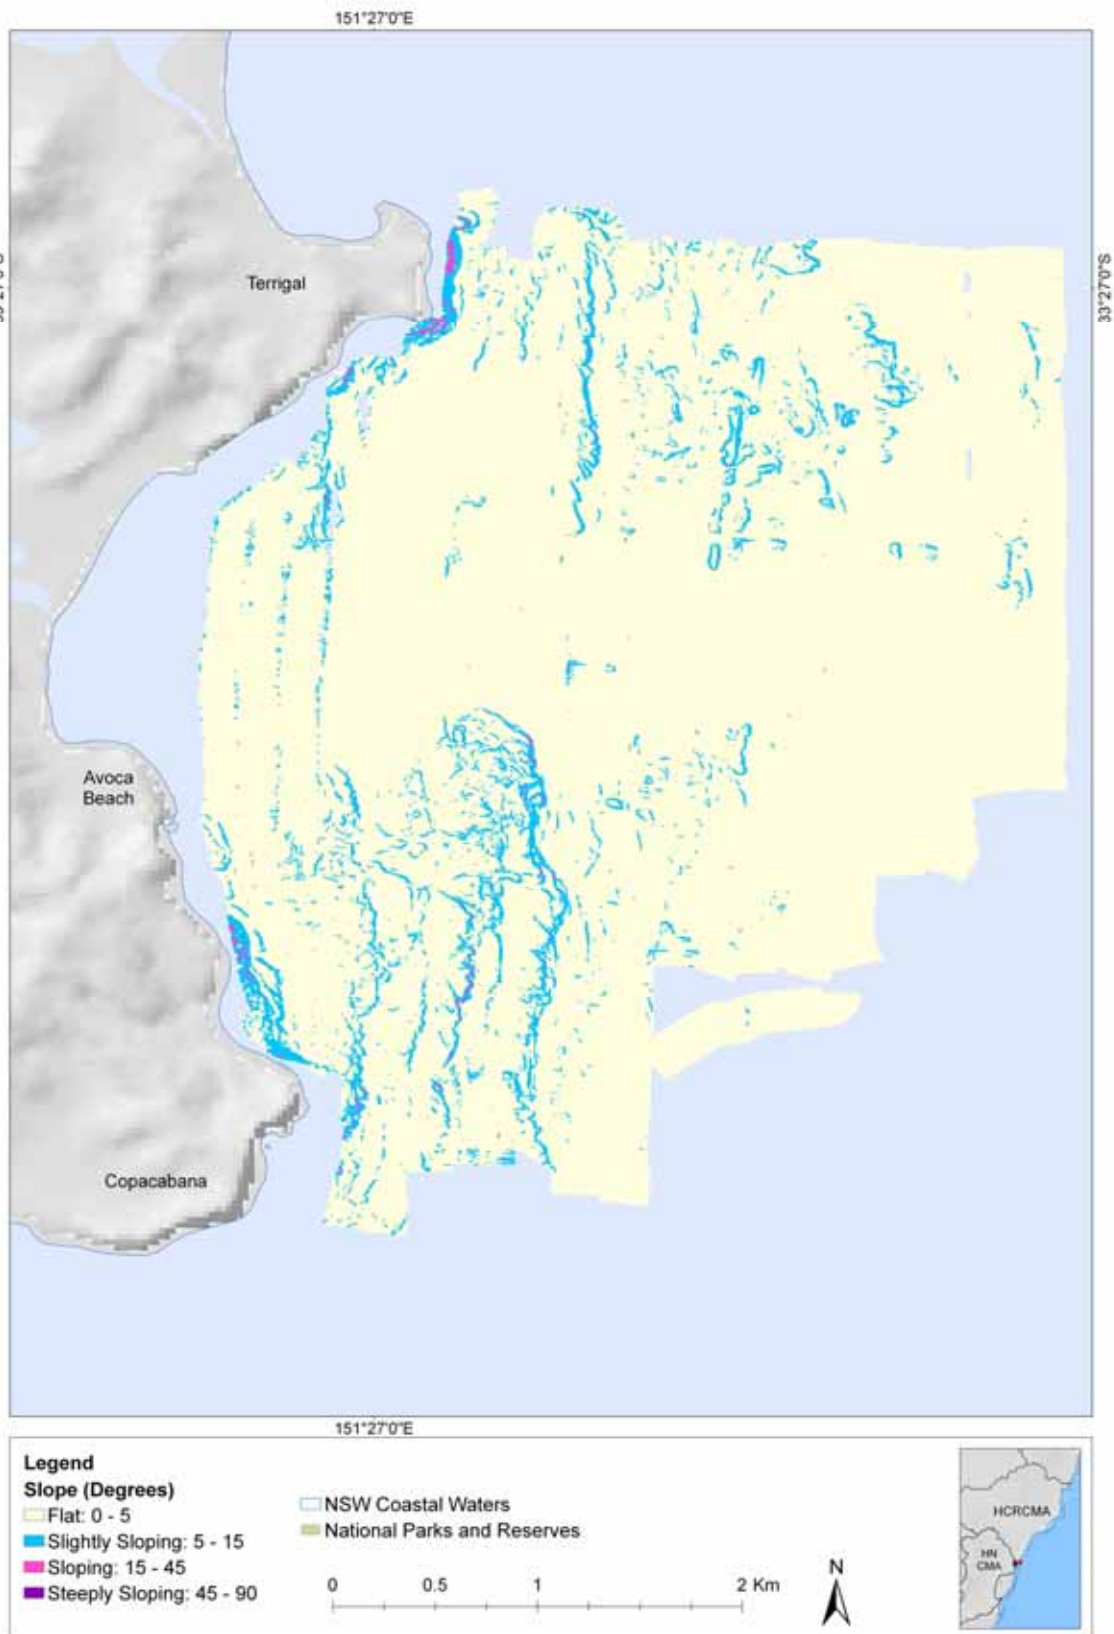 151°27'0"E
Terrigal
33°27'0"S
Avoca
Beach
Copacabana
151°27'0"E
Legend
Slope (Degrees)
Flat: 0 - 5
Slightly Sloping: 5 - 15
Sloping: 15 - 45
Steeply Sloping: 45 - 90
NSW Coastal Waters
National Parks and Reserves
0 0.5 1 2 Km
N
HCRCMA
HN
CMA